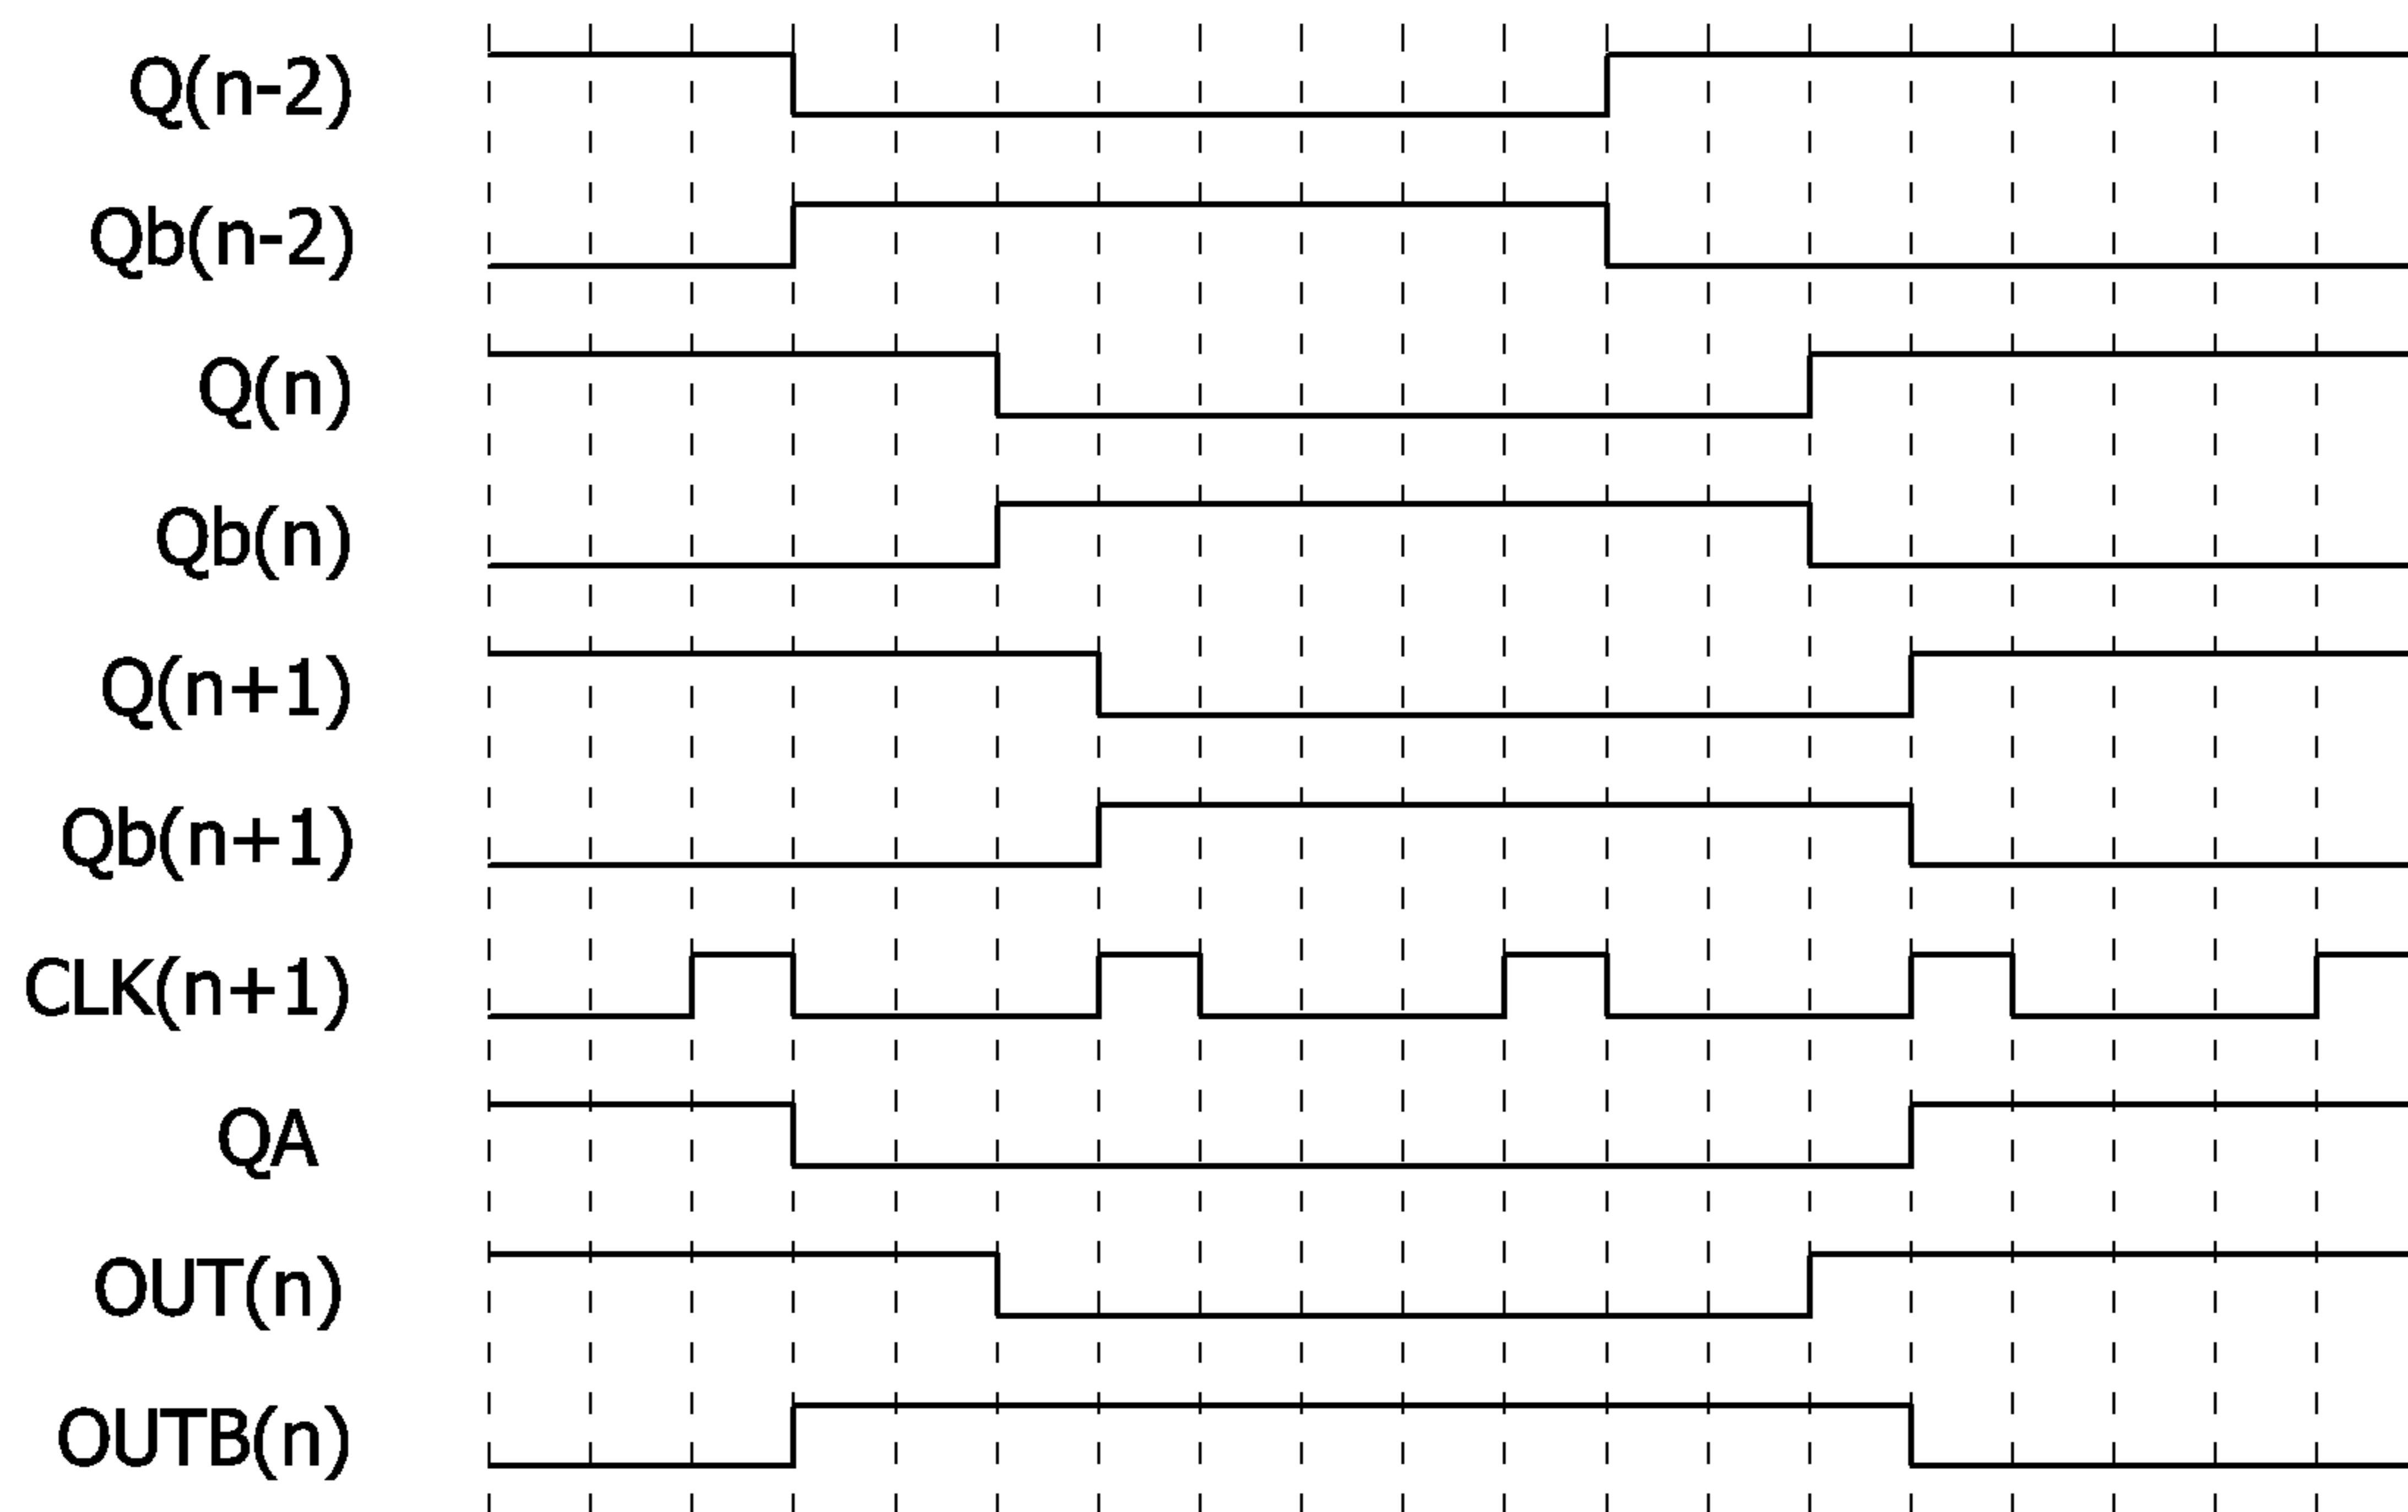 Q(n-2)
Qb(n-2)
Q(n)
Qb(n)
Q(n+1)
Qb(n+1)
CLK(n+1)
QA
OUT(n)
OUTB(n)